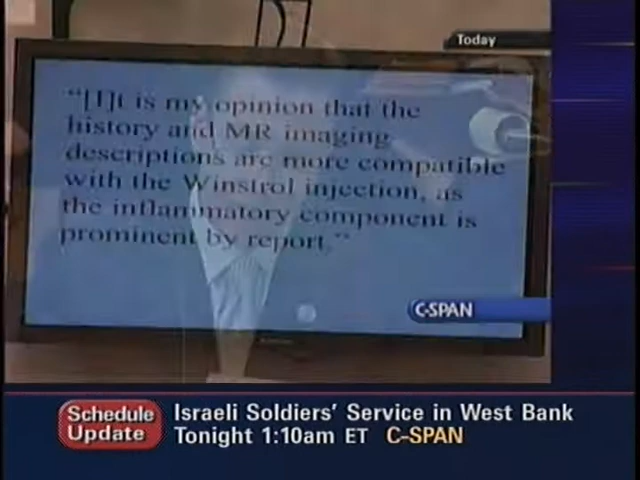 Today
"[I]t is my opinion that the
history and MR imaging
descriptions are more compatible
with the Winstrol injection, as
the inflammatory component is
prominent by report."
C-SPAN
Schedule Update
Israeli Soldiers' Service in West Bank
Tonight 1:10am ET C-SPAN